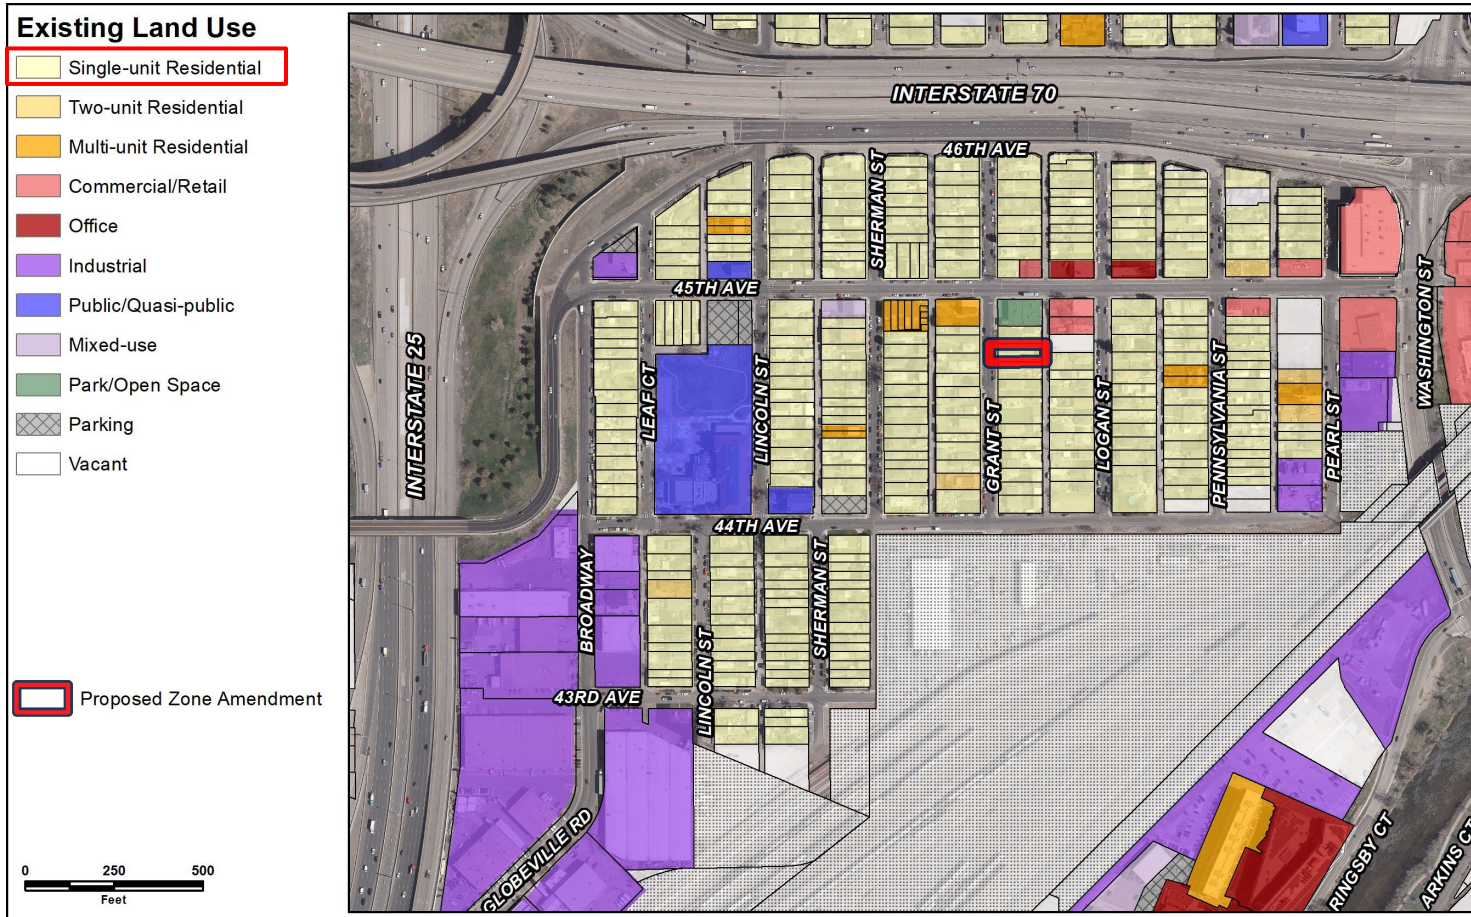 Existing Land Use
Single-unit Residential
Two-unit Residential
Multi-unit Residential
Commercial/Retail
Office
Industrial
Public/Quasi-public
Mixed-use
Park/Open Space
Parking
Vacant
Proposed Zone Amendment
0 250 500
Feet
INTERSTATE 70
46TH AVE
SHERMAN ST
45TH AVE
WASHINGTON ST
INTERSTATE 25
LEAF CT
LINCOLN ST
GRANT ST
LOGAN ST
PENNSYLVANIA ST
PEARL ST
44TH AVE
BROADWAY
SHERMAN ST
LINCOLN ST
43RD AVE
GLOBEVILLE RD
RINGSBY CT
ARKINS CT